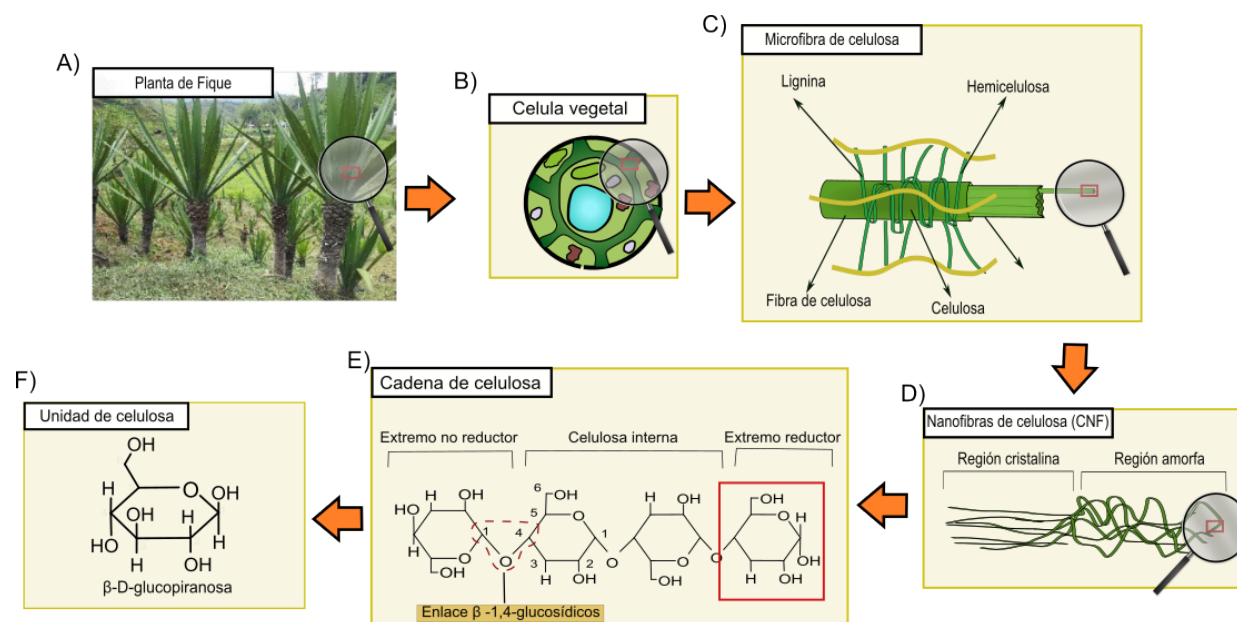 A)
Planta de Fique
B)
Celula vegetal
C)
Microfibra de celulosa
Lignina
Hemicelulosa
Fibra de celulosa
Celulosa
D)
Nanofibras de celulosa (CNF)
Región cristalina
Región amorfa
E)
Cadena de celulosa
Extremo no reductor
Celulosa interna
Extremo reductor
H
OH
H
OH
OH
1
O
O
4
6
OH
5
O
3
H
2
OH
1
O
OH
O
OH
O
OH
O
H
OH
OH
H
Enlace β -1,4-glucosídicos
F)
Unidad de celulosa
OH
H
O
OH
OH
H
HO
H
OH
β-D-glucopiranosa